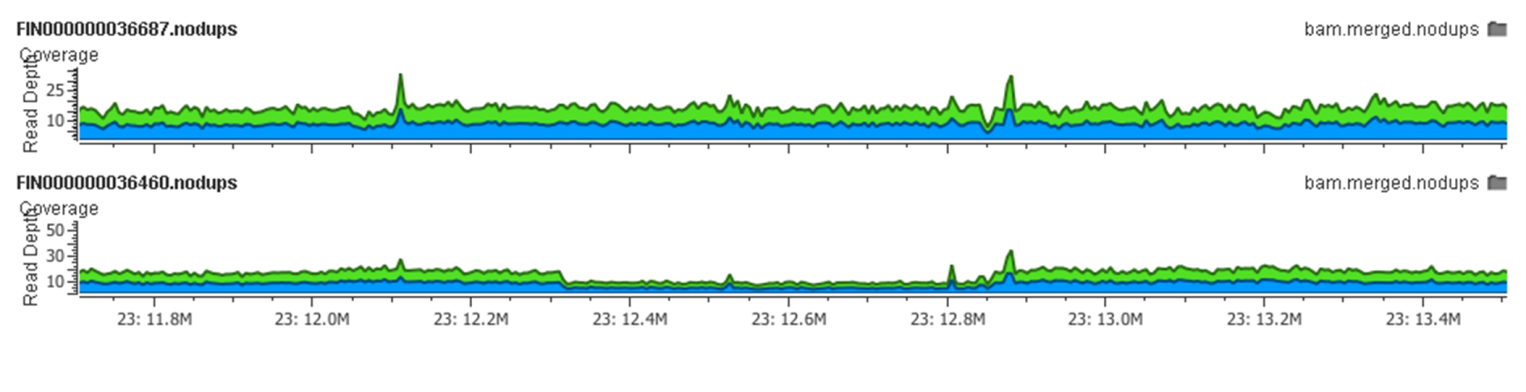 FIN000000036687.nodups bam.merged.nodups
Coverage
Read Depth
25
10
FIN000000036460.nodups bam.merged.nodups
Coverage
Read Depth
50
30
10
23: 11.8M 23: 12.0M 23: 12.2M 23: 12.4M 23: 12.6M 23: 12.8M 23: 13.0M 23: 13.2M 23: 13.4M